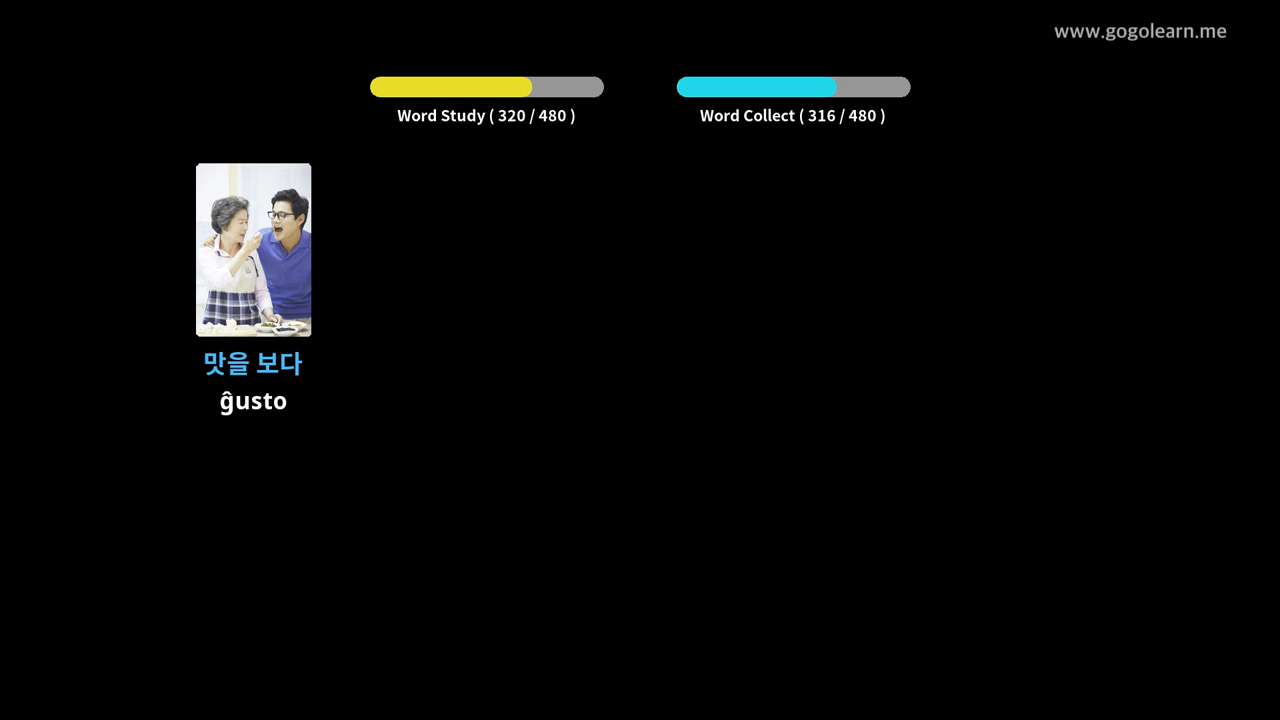 www.gogolearn.me
Word Study ( 320 / 480 )
Word Collect ( 316 / 480 )
맛을 보다
ĝusto